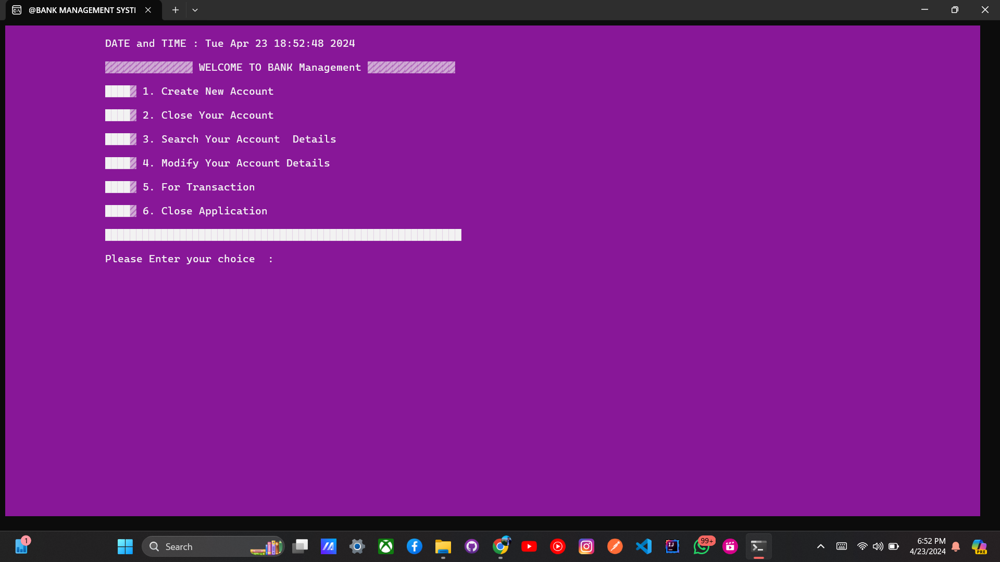 @BANK MANAGEMENT SYSTI
DATE and TIME : Tue Apr 23 18:52:48 2024
WELCOME TO BANK Management
1. Create New Account
2. Close Your Account
3. Search Your Account  Details
4. Modify Your Account Details
5. For Transaction
6. Close Application
Please Enter your choice  :
1
Search
99+
6:52 PM
4/23/2024
PRE